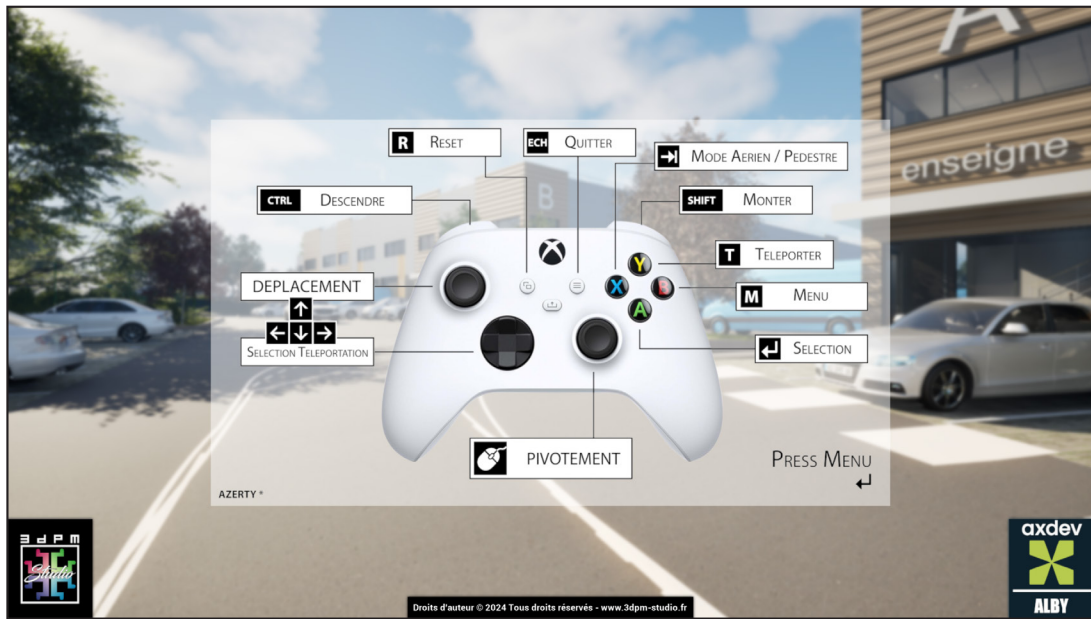 A
enseigne
R RESET
ECH QUITTER
MODE AERIEN / PEDESTRE
CTRL DESCENDRE
SHIFT MONTER
B
Y
T TELEPORTER
DEPLACEMENT
X
B
M MENU
A
SELECTION TELEPORTATION
SELECTION
PIVOTEMENT
PRESS MENU
AZERTY *
3dPm
Studio
axdev
ALBY
Droits d'auteur © 2024 Tous droits réservés - www.3dpm-studio.fr